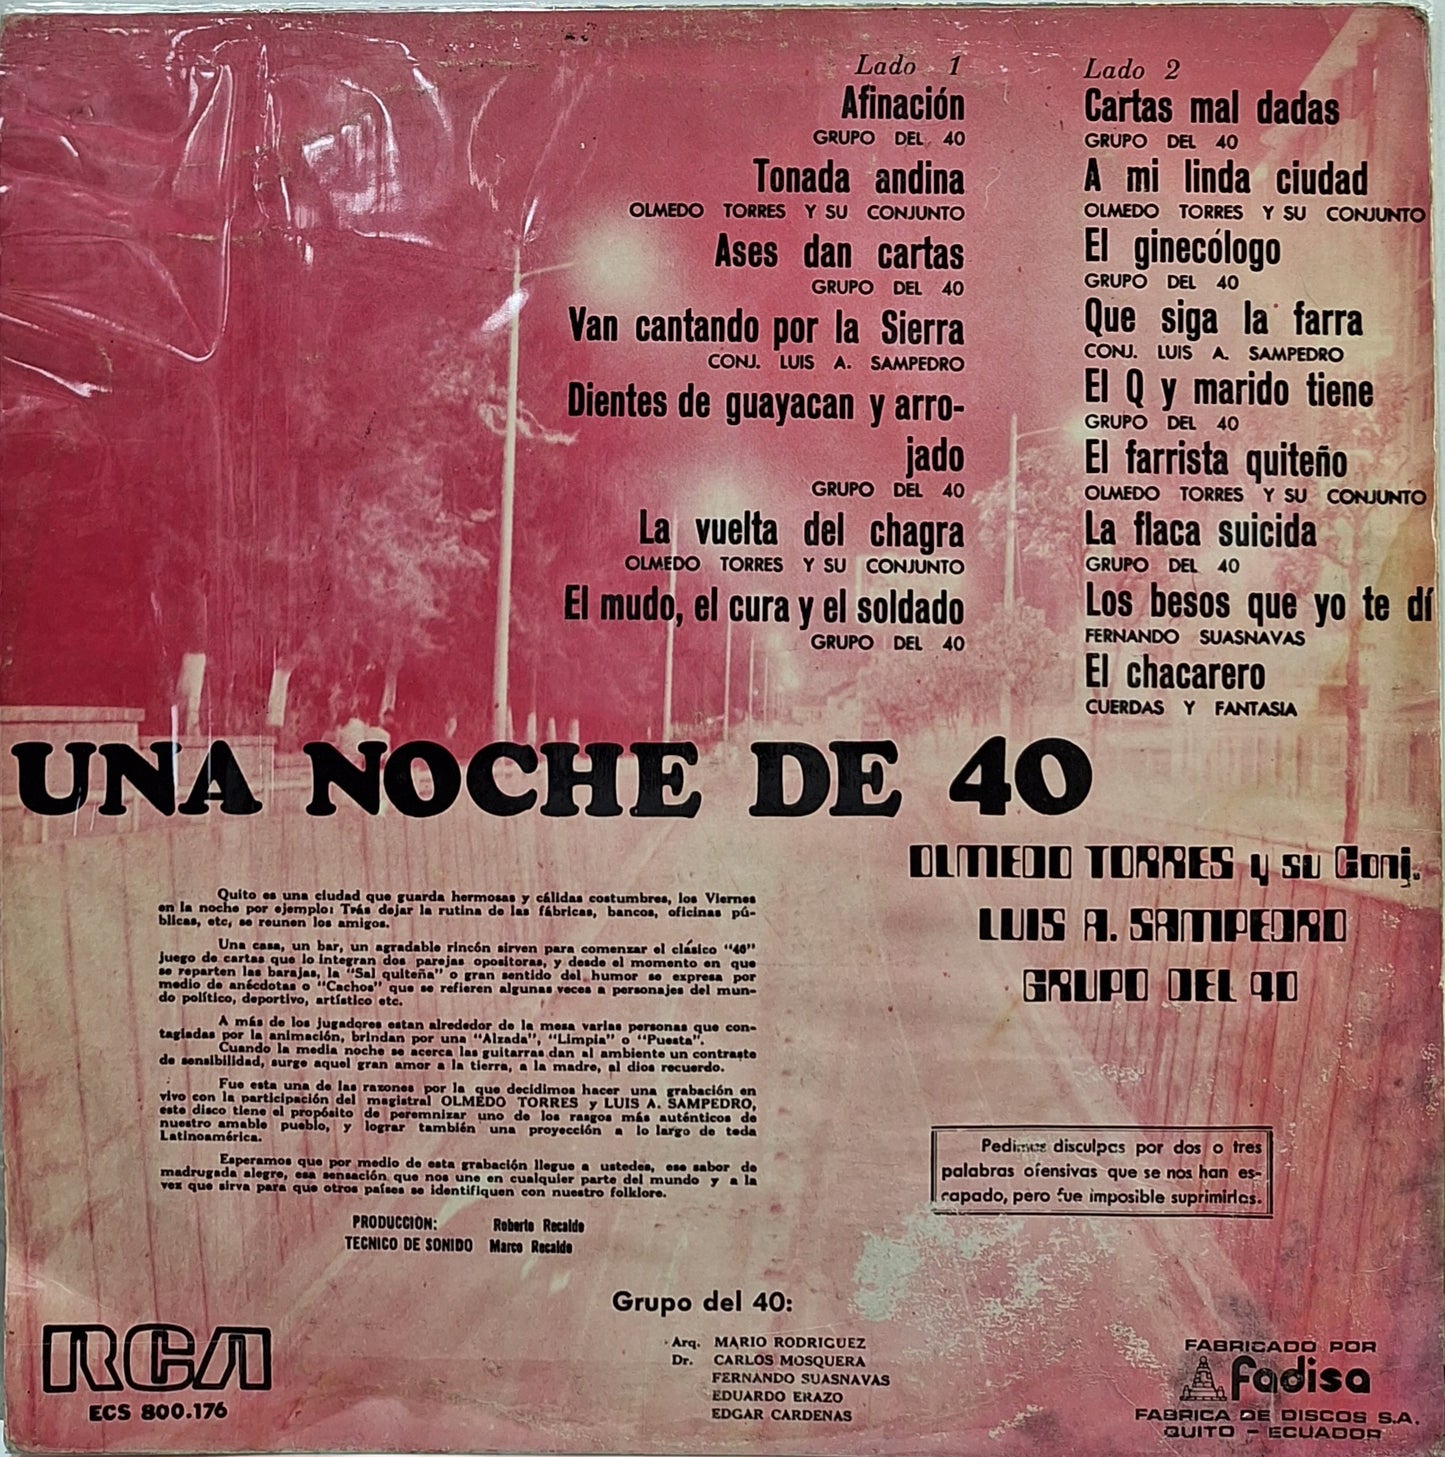 Lado 1
Afinación
GRUPO DEL 40
Tonada andina
OLMEDO TORRES Y SU CONJUNTO
Ases dan cartas
GRUPO DEL 40
Van cantando por la Sierra
CONJ. LUIS A. SAMPEDRO
Dientes de guayacan y arro-
jado
GRUPO DEL 40
La vuelta del chagra
OLMEDO TORRES Y SU CONJUNTO
El mudo, el cura y el soldado
GRUPO DEL 40
Lado 2
Cartas mal dadas
GRUPO DEL 40
A mi linda ciudad
OLMEDO TORRES Y SU CONJUNTO
El ginecólogo
GRUPO DEL 40
Que siga la farra
CONJ. LUIS A. SAMPEDRO
El Q y marido tiene
GRUPO DEL 40
El farrista quiteño
OLMEDO TORRES Y SU CONJUNTO
La flaca suicida
GRUPO DEL 40
Los besos que yo te dí
FERNANDO SUASNAVAS
El chacarero
CUERDAS Y FANTASIA
UNA NOCHE DE 40
OLMEDO TORRES y su Conj.
LUIS A. SAMPEDRO
GRUPO DEL 40
Quito es una ciudad que guarda hermosas y cálidas costumbres, los Viernes
en la noche por ejemplo: Trás dejar la rutina de las fábricas, bancos, oficinas pú-
blicas, etc, se reunen los amigos.
Una casa, un bar, un agradable rincón sirven para comenzar el clásico "40"
juego de cartas que lo integran dos parejas opositoras, y desde el momento en que
se reparten las barajas, la "Sal quiteña" o gran sentido del humor se expresa por
medio de anécdotas o "Cachos" que se refieren algunas veces a personajes del mun-
do político, deportivo, artístico etc.
A más de los jugadores estan alrededor de la mesa varias personas que con-
tagiadas por la animación, brindan por una "Alzada", "Limpia" o "Puesta".
Cuando la media noche se acerca las guitarras dan al ambiente un contraste
de sensibilidad, surge aquel gran amor a la tierra, a la madre, al dios recuerdo.
Fue esta una de las razones por la que decidimos hacer una grabación en
vivo con la participación del magistral OLMEDO TORRES y LUIS A. SAMPEDRO,
este disco tiene el propósito de peremnizar uno de los rasgos más auténticos de
nuestro amable pueblo, y lograr también una proyección a lo largo de toda
Latinoamérica.
Esperamos que por medio de esta grabación llegue a ustedes, ese sabor de
madrugada alegre, esa sensación que nos une en cualquier parte del mundo y a la
vez que sirva para que otros países se identifiquen con nuestro folklore.
PRODUCCION: Roberto Recalde
TECNICO DE SONIDO Marco Recalde
Pedimos disculpas por dos o tres
palabras ofensivas que se nos han es-
capado, pero fue imposible suprimirlas.
Grupo del 40:
Arq. MARIO RODRIGUEZ
Dr. CARLOS MOSQUERA
FERNANDO SUASNAVAS
EDUARDO ERAZO
EDGAR CARDENAS
RCA
ECS 800.176
FABRICADO POR
fadisa
FABRICA DE DISCOS S.A.
QUITO - ECUADOR